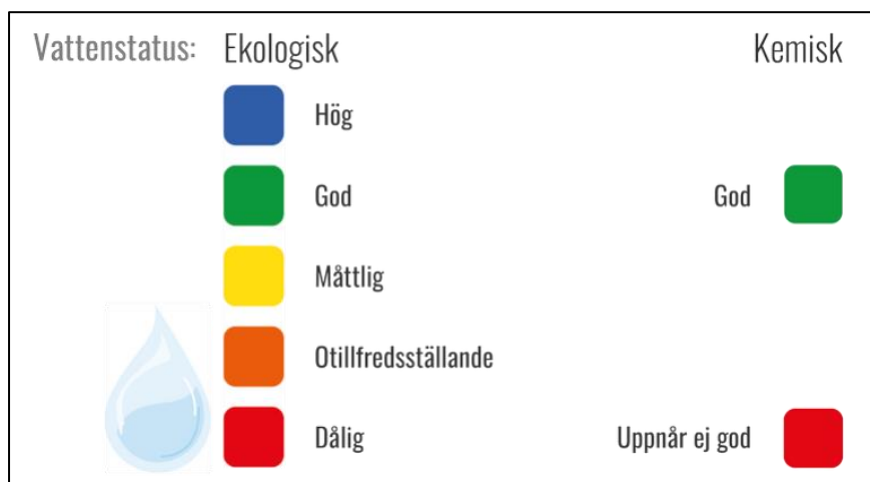 Vattenstatus: Ekologisk Kemisk
Hög
God God
Måttlig
Otillfredsställande
Dålig Uppnår ej god